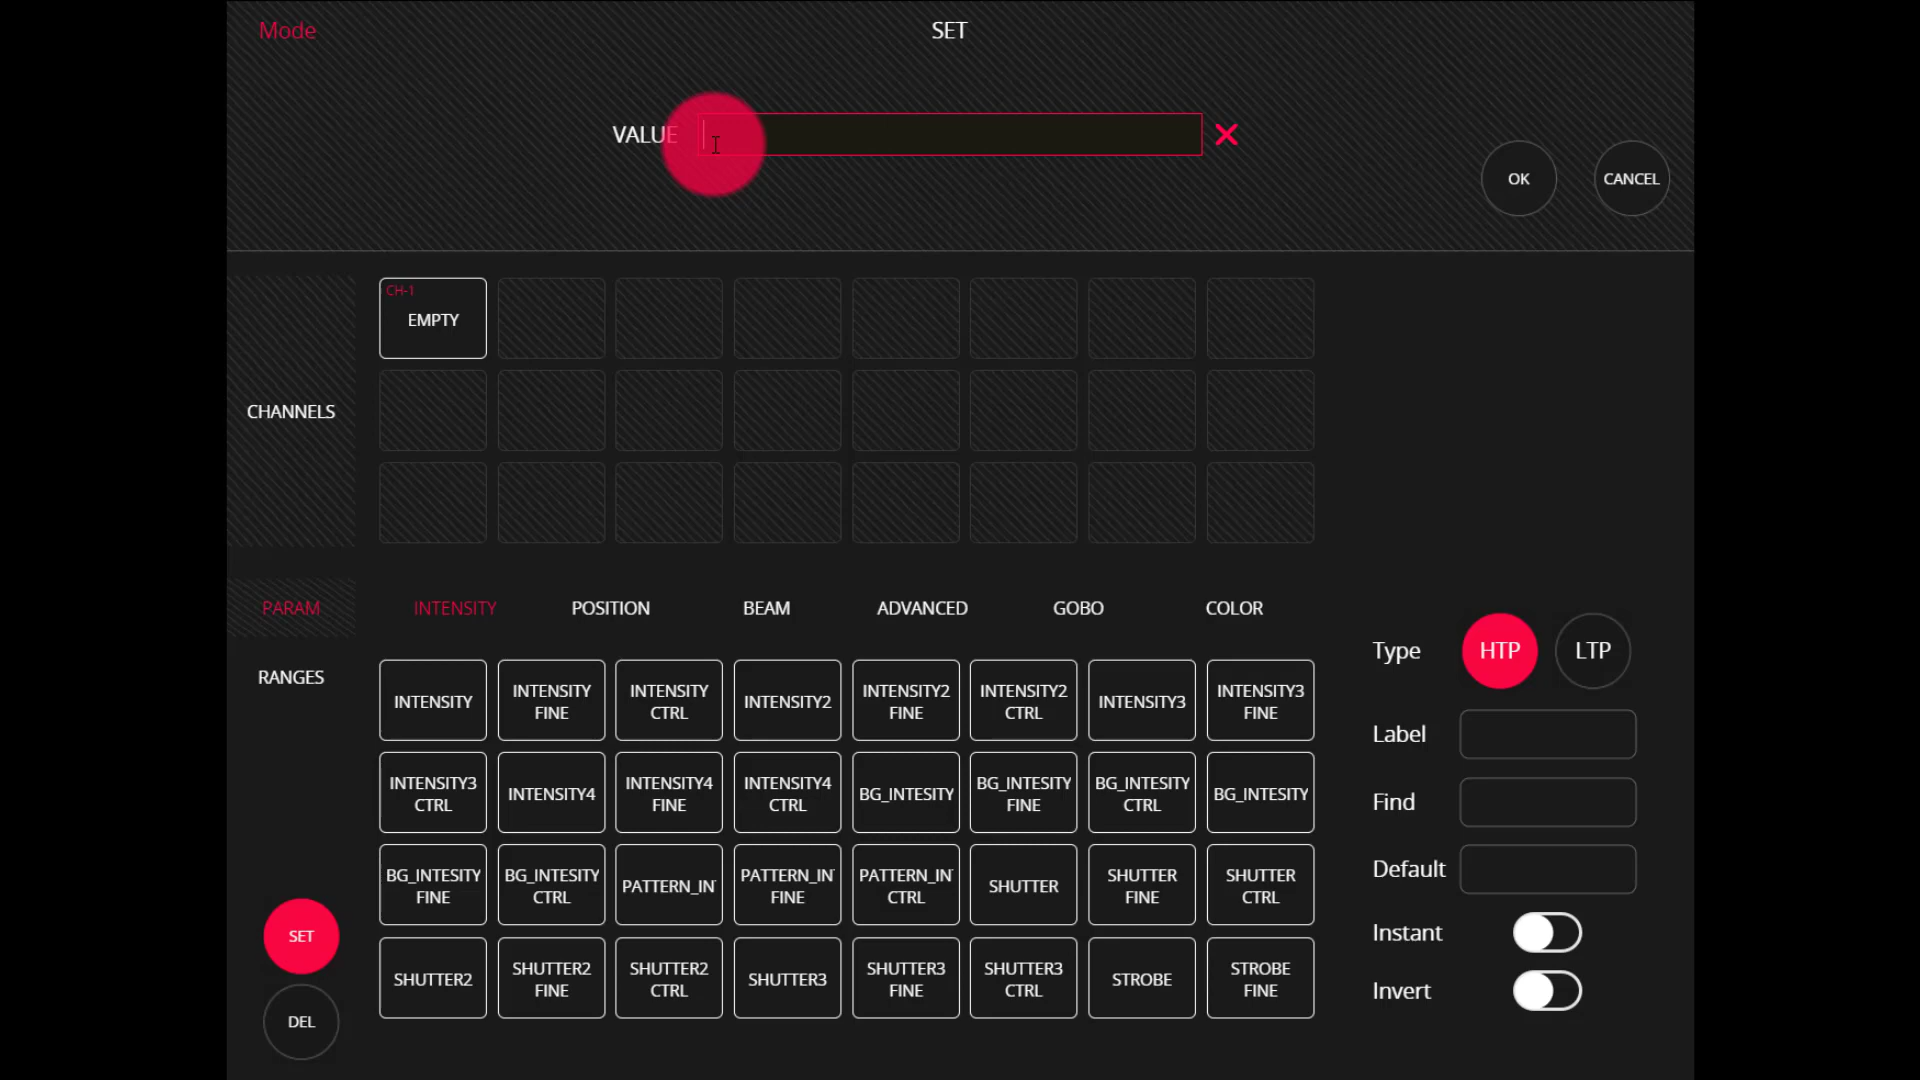 Mode
SET
VALUE
OK
CANCEL
CH-1
EMPTY
CHANNELS
PARAM
INTENSITY
POSITION
BEAM
ADVANCED
GOBO
COLOR
RANGES
INTENSITY
INTENSITY
FINE
INTENSITY
CTRL
INTENSITY2
INTENSITY2
FINE
INTENSITY2
CTRL
INTENSITY3
INTENSITY3
FINE
INTENSITY3
CTRL
INTENSITY4
INTENSITY4
FINE
INTENSITY4
CTRL
BG_INTESITY
BG_INTESITY
FINE
BG_INTESITY
CTRL
BG_INTESITY
BG_INTESITY
FINE
BG_INTESITY
CTRL
PATTERN_IN
PATTERN_IN
FINE
PATTERN_IN
CTRL
SHUTTER
SHUTTER
FINE
SHUTTER
CTRL
SHUTTER2
SHUTTER2
FINE
SHUTTER2
CTRL
SHUTTER3
SHUTTER3
FINE
SHUTTER3
CTRL
STROBE
STROBE
FINE
Type
HTP
LTP
Label
Find
Default
Instant
Invert
SET
DEL